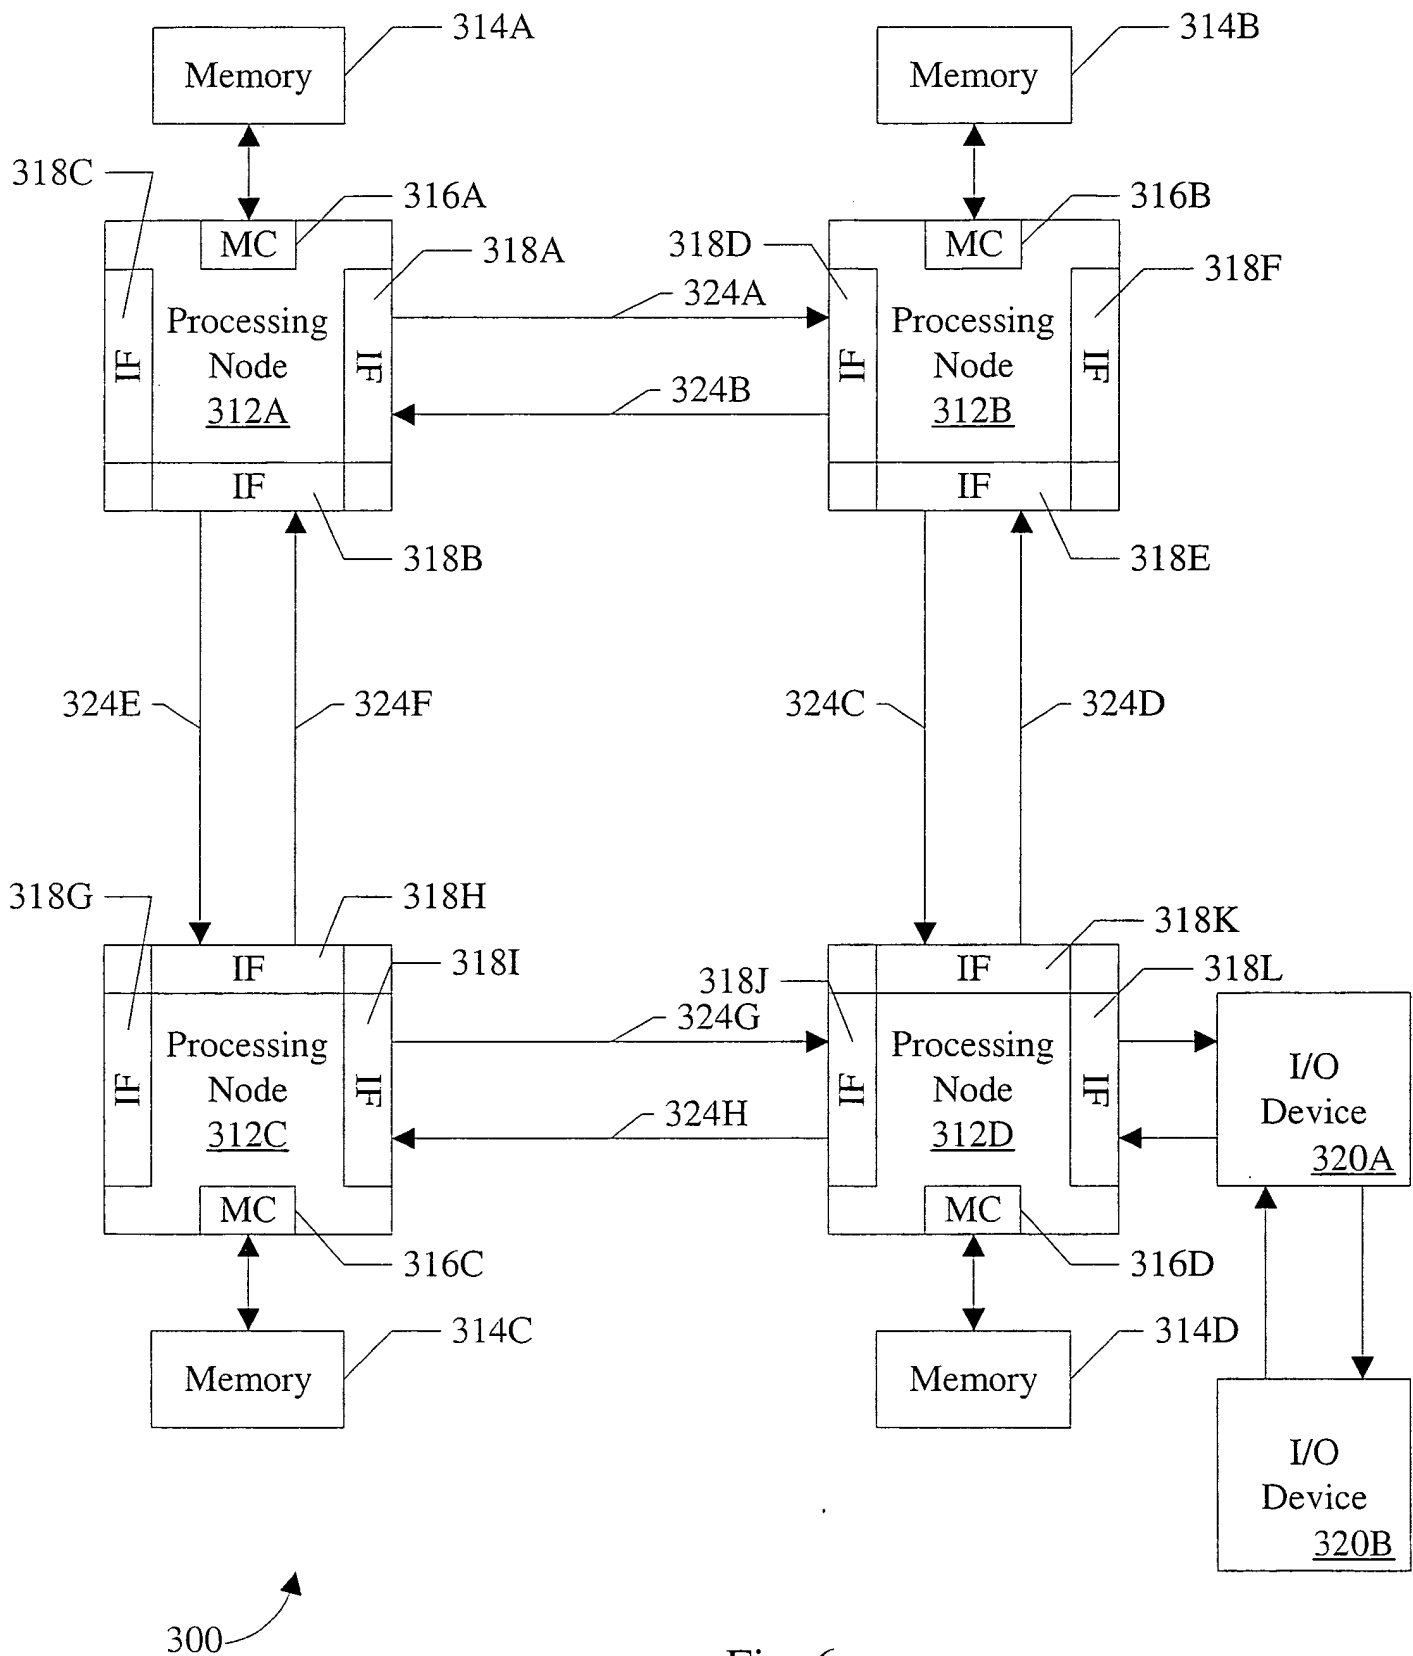 314A
314B
Memory
Memory
318C
316A
316B
MC
MC
318A
318D
318F
324A
Processing
Node
312A
IF
IF
Processing
Node
312B
IF
IF
324B
IF
IF
318B
318E
324E
324F
324C
324D
318G
318H
318K
IF
318I
IF
318J
318L
324G
Processing
Node
312C
IF
IF
Processing
Node
312D
IF
IF
I/O
Device
320A
324H
MC
MC
316C
316D
314C
314D
Memory
Memory
I/O
Device
320B
300
Fig. 6